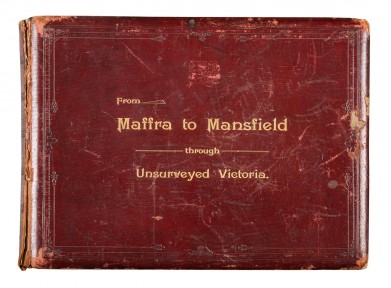 From
Maffra to Mansfield
through
Unsurveyed Victoria.